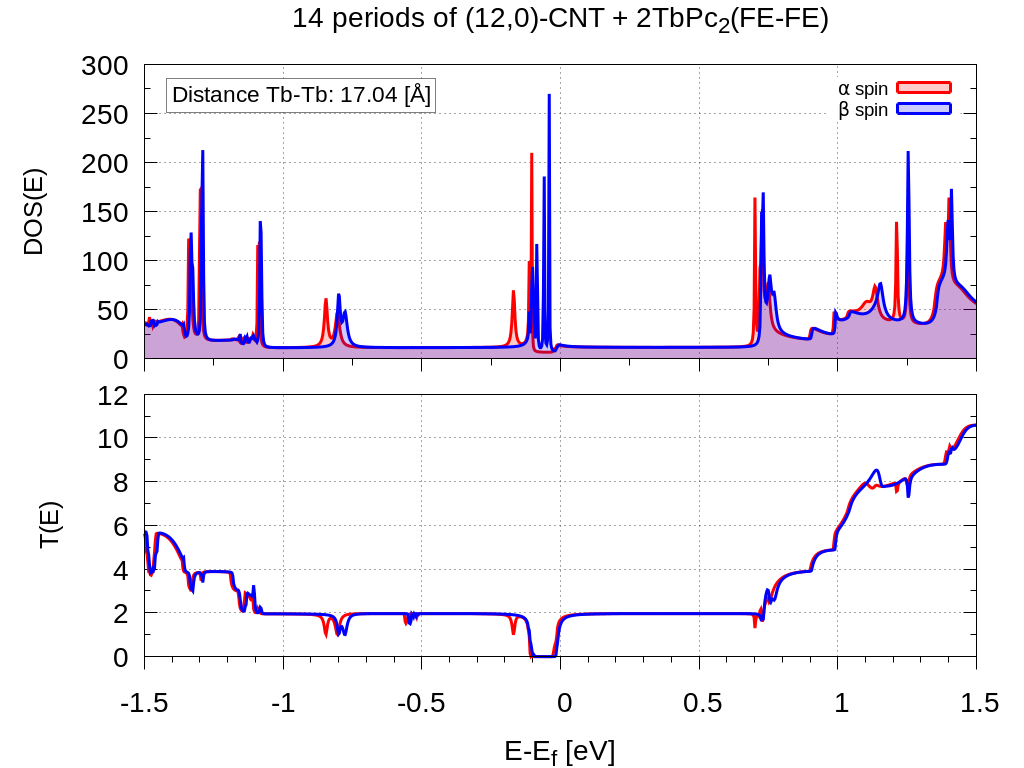 14 periods of (12,0)-CNT + 2TbPc₂(FE-FE)
300
250
200
150
100
50
0
DOS(E)
Distance Tb-Tb: 17.04 [Å]
α spin
β spin
12
10
8
6
4
2
0
T(E)
-1.5 -1 -0.5 0 0.5 1 1.5
E-E_f [eV]